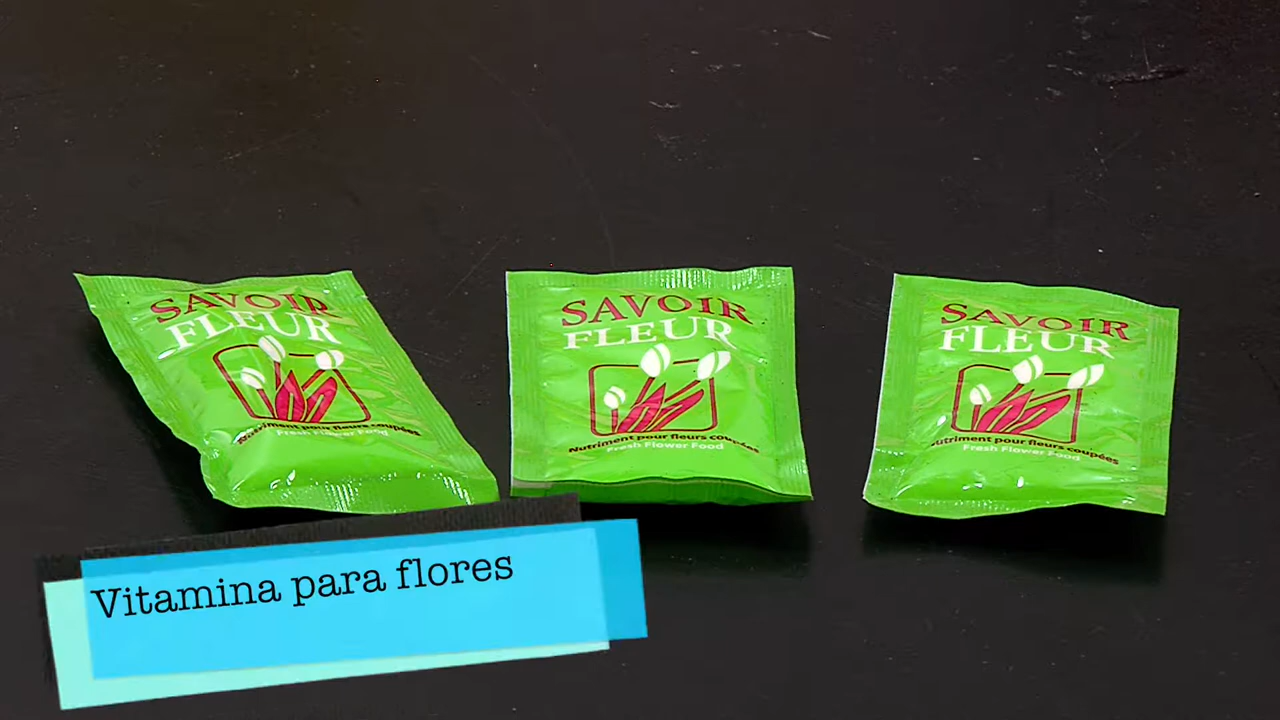 SAVOIR
FLEUR
Nutriment pour fleurs coupées
Fresh Flower Food
SAVOIR
FLEUR
Nutriment pour fleurs coupées
Fresh Flower Food
SAVOIR
FLEUR
Nutriment pour fleurs coupées
Fresh Flower Food
Vitamina para flores